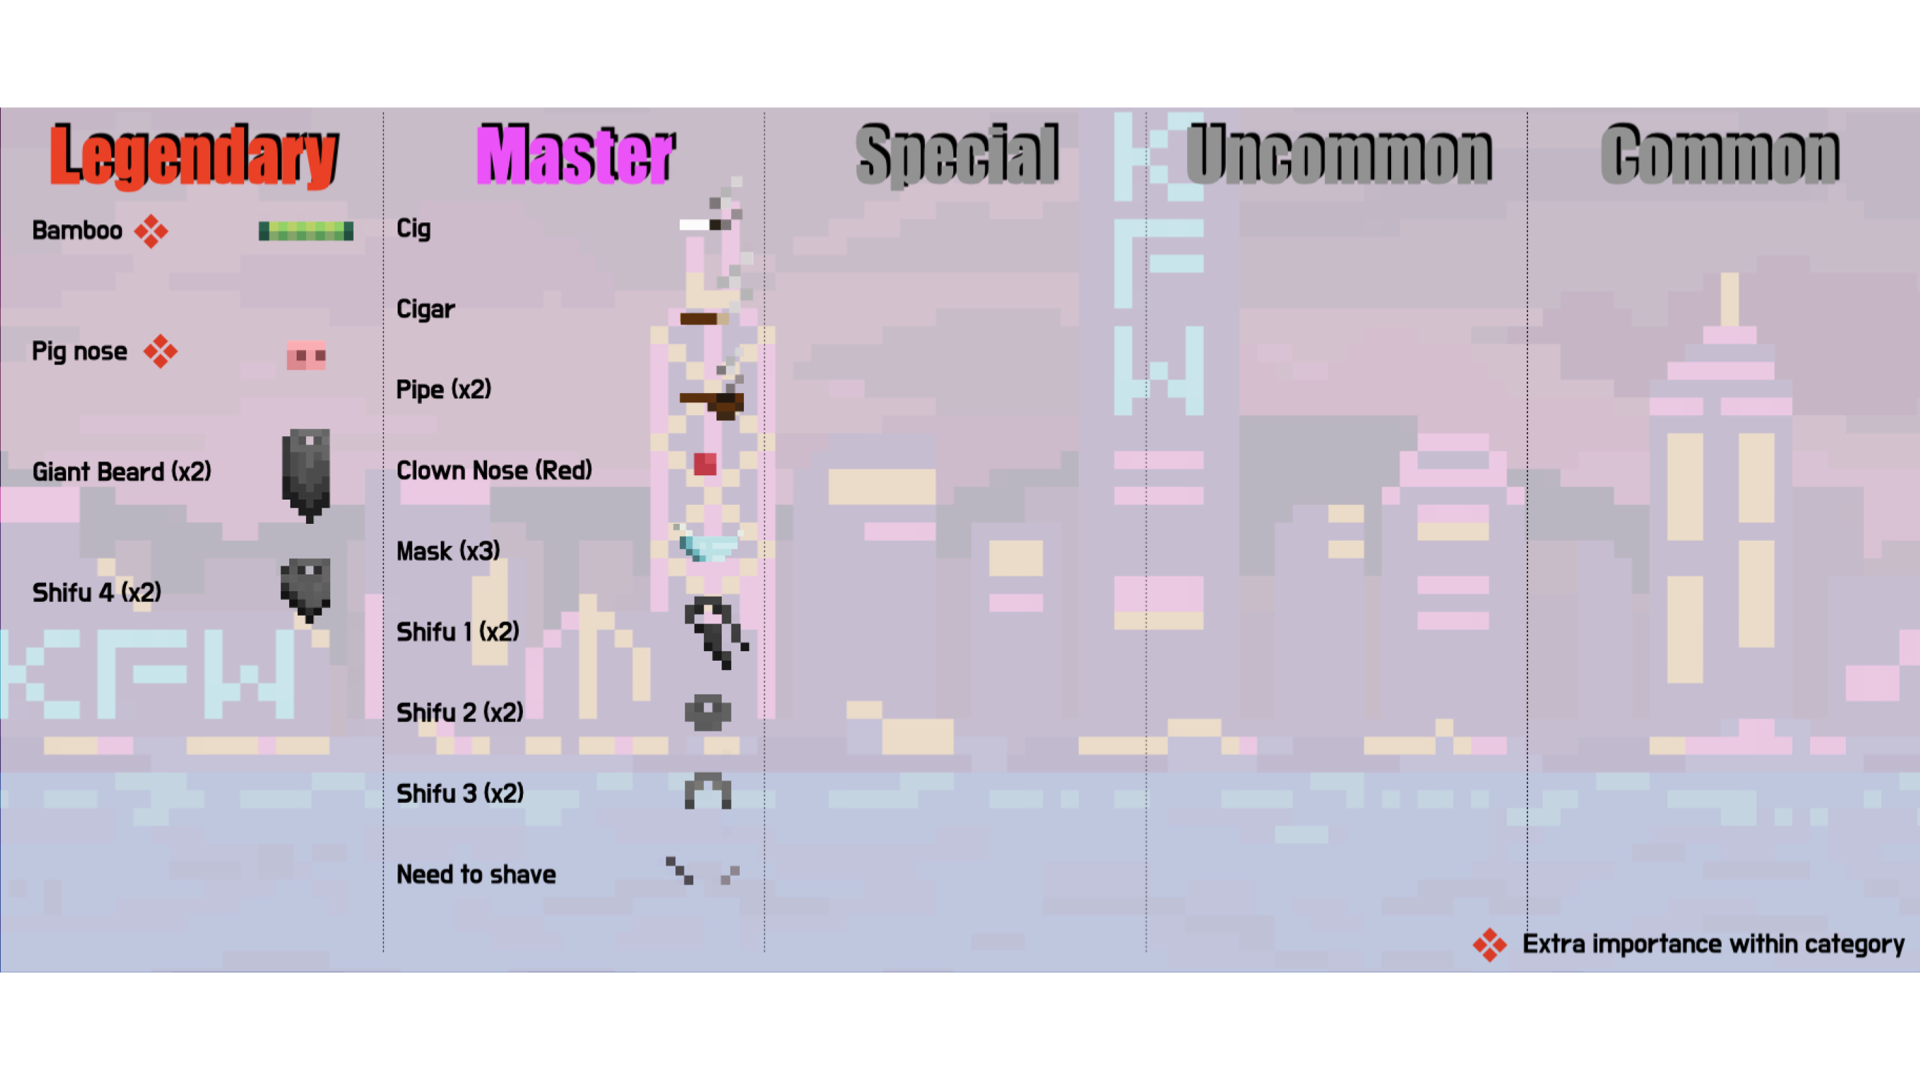 Legendary
Bamboo
Pig nose
Giant Beard (x2)
Shifu 4 (x2)
Master
Cig
Cigar
Pipe (x2)
Clown Nose (Red)
Mask (x3)
Shifu 1 (x2)
Shifu 2 (x2)
Shifu 3 (x2)
Need to shave
Special
Uncommon
Common
KFW
KFW
Extra importance within category